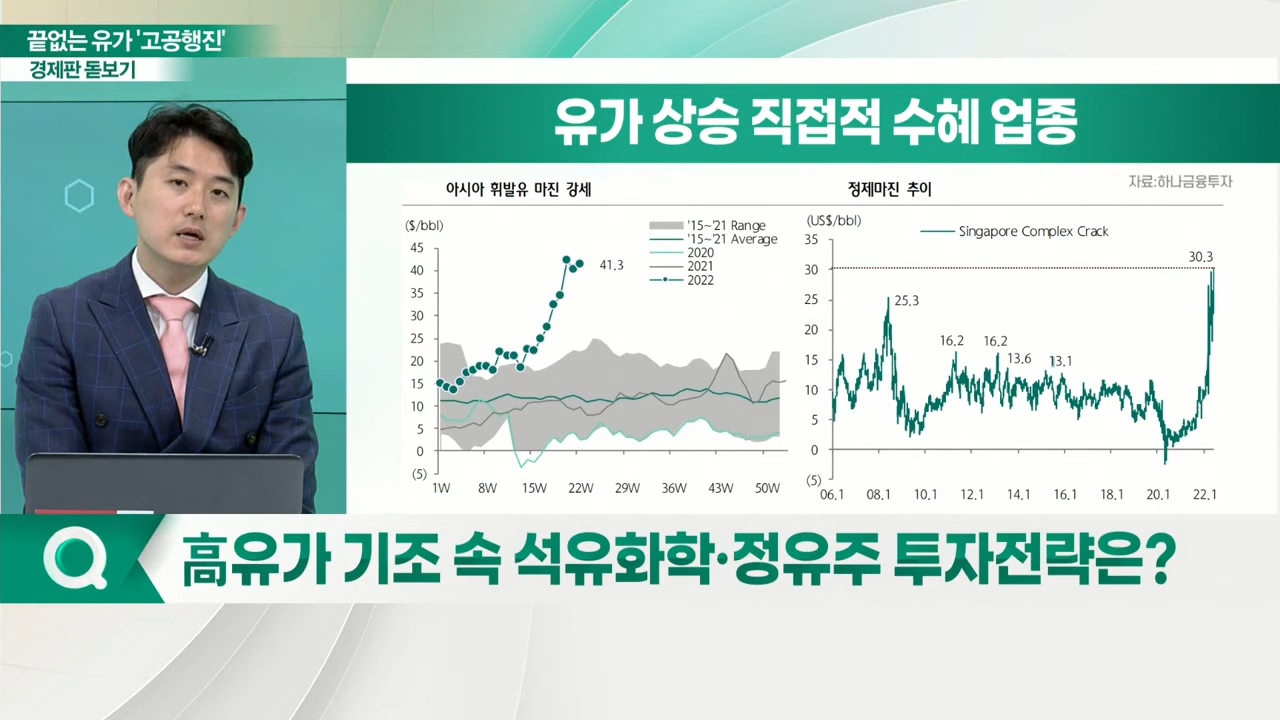 끝없는 유가 '고공행진'
경제판 돋보기
유가 상승 직접적 수혜 업종
자료:하나금융투자
아시아 휘발유 마진 강세
($/bbl)
'15~'21 Range
'15~'21 Average
2020
2021
2022
45
40
35
30
25
20
15
10
5
0
(5)
41.3
1W 8W 15W 22W 29W 36W 43W 50W
정제마진 추이
(US$/bbl)
Singapore Complex Crack
35
30
25
20
15
10
5
0
(5)
30.3
25.3
16.2
16.2
13.6
13.1
06.1 08.1 10.1 12.1 14.1 16.1 18.1 20.1 22.1
高유가 기조 속 석유화학·정유주 투자전략은?